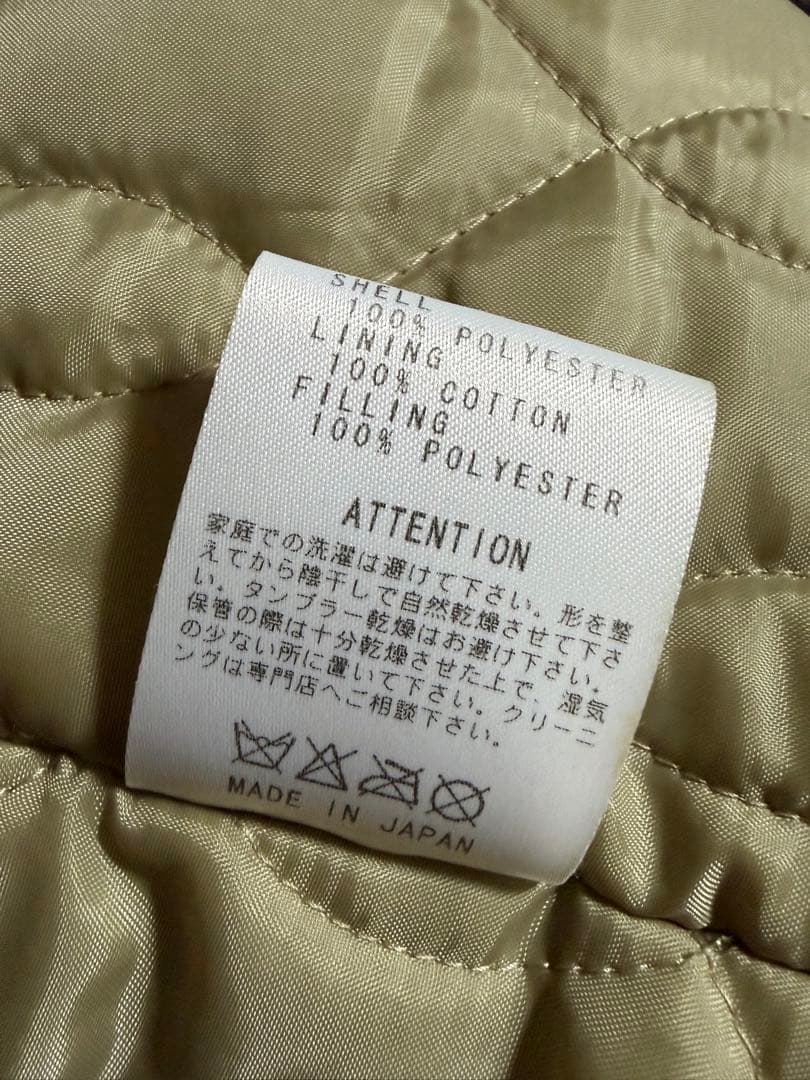 SHELL
100% POLYESTER
LINING
100% COTTON
FILLING
100% POLYESTER
ATTENTION
家庭での洗濯は避けて下さい。形を整
えてから陰干しで自然乾燥させて下さ
い。タンブラー乾燥はお避け下さい。
保管の際は十分乾燥させた上で、湿気
の少ない所に置いて下さい。クリーニ
ングは専門店へご相談下さい。
MADE IN JAPAN